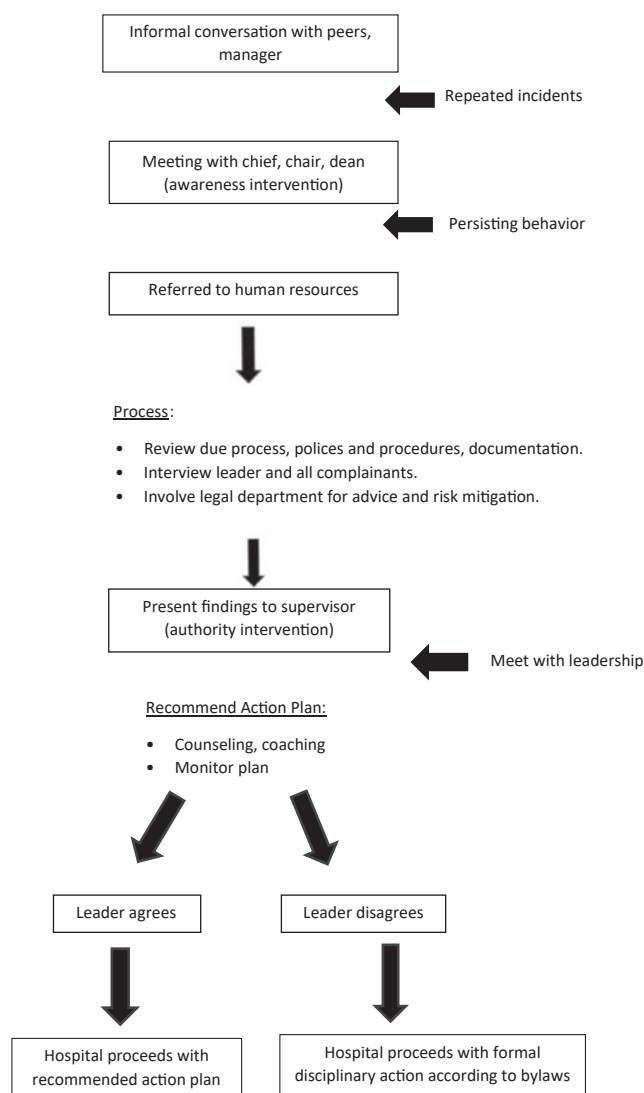 Informal conversation with peers,
manager
Repeated incidents
Meeting with chief, chair, dean
(awareness intervention)
Persisting behavior
Referred to human resources
Process:
• Review due process, polices and procedures, documentation.
• Interview leader and all complainants.
• Involve legal department for advice and risk mitigation.
Present findings to supervisor
(authority intervention)
Meet with leadership
Recommend Action Plan:
• Counseling, coaching
• Monitor plan
Leader agrees
Leader disagrees
Hospital proceeds with
recommended action plan
Hospital proceeds with formal
disciplinary action according to bylaws